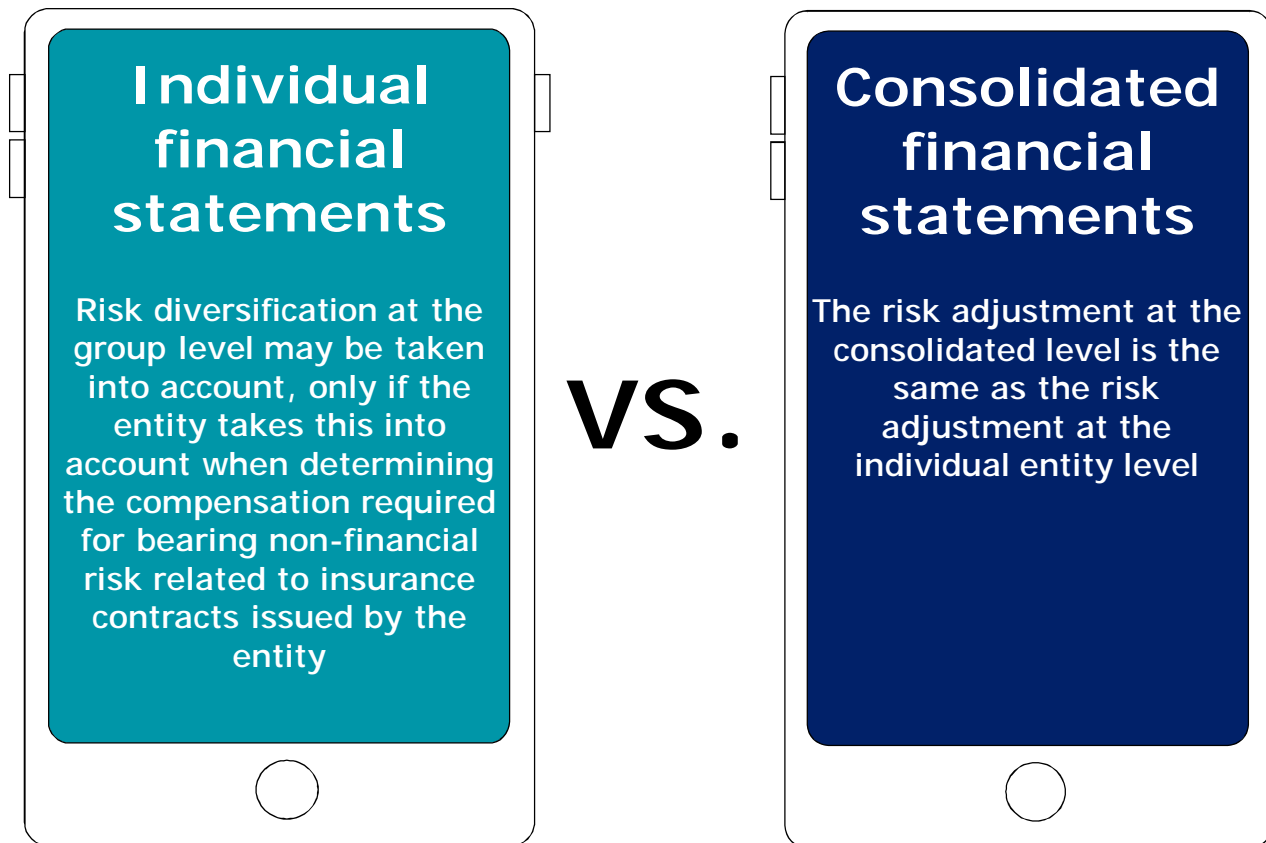 Individual
financial
statements
Risk diversification at the
group level may be taken
into account, only if the
entity takes this into
account when determining
the compensation required
for bearing non-financial
risk related to insurance
contracts issued by the
entity
vs.
Consolidated
financial
statements
The risk adjustment at the
consolidated level is the
same as the risk
adjustment at the
individual entity level